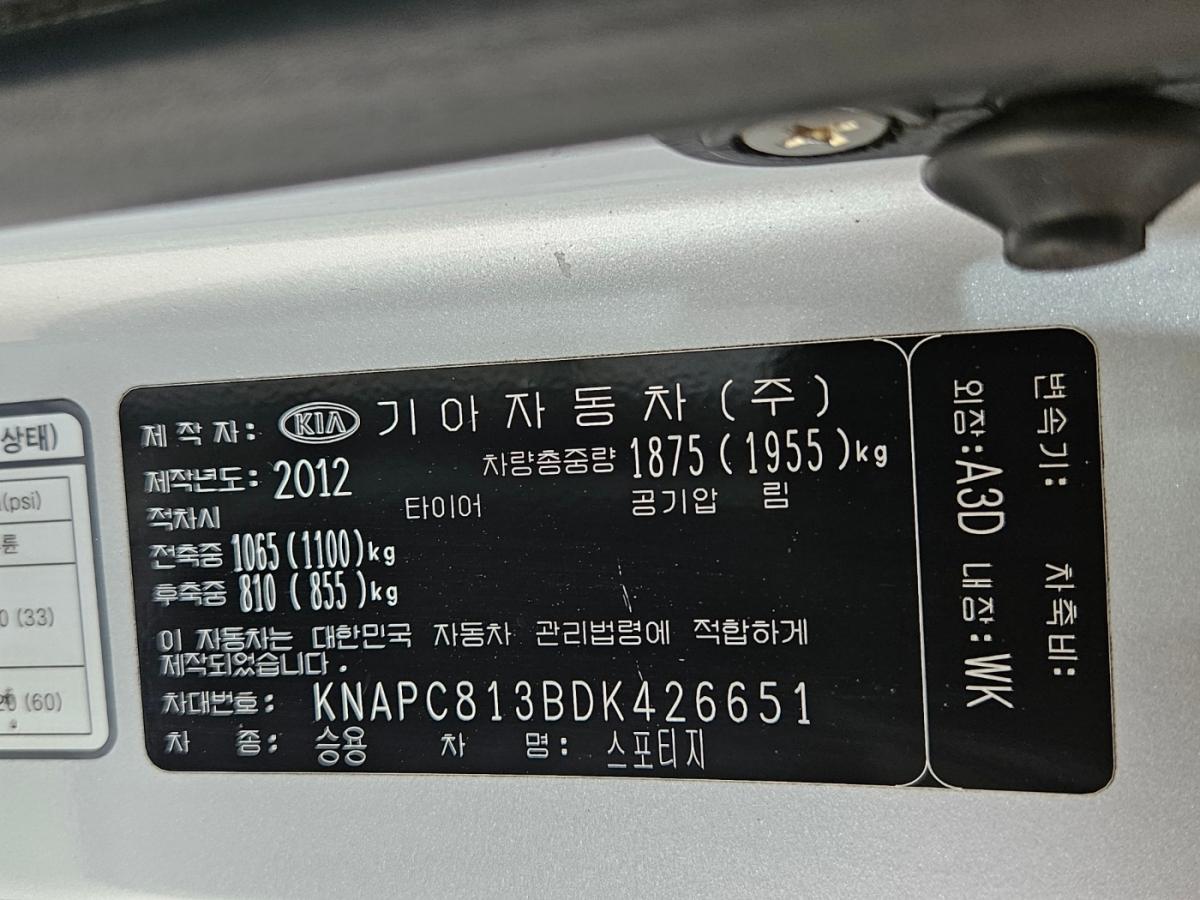 상태)
(psi)
0 (33)
20 (60)
제 작 자: KIA 기 아 자 동 차 (주)
제작년도: 2012 차량총중량 1875 (1955)kg
적차시 타이어 공기압 림
전축중 1065 (1100)kg
후축중 810 (855)kg
이 자동차는 대한민국 자동차 관리법령에 적합하게
제작되었습니다.
차대번호: KNAPC813BDK426651
차 종: 승용 차 명: 스포티지
변속기: 차축비:
외장:A3D 내장:WK